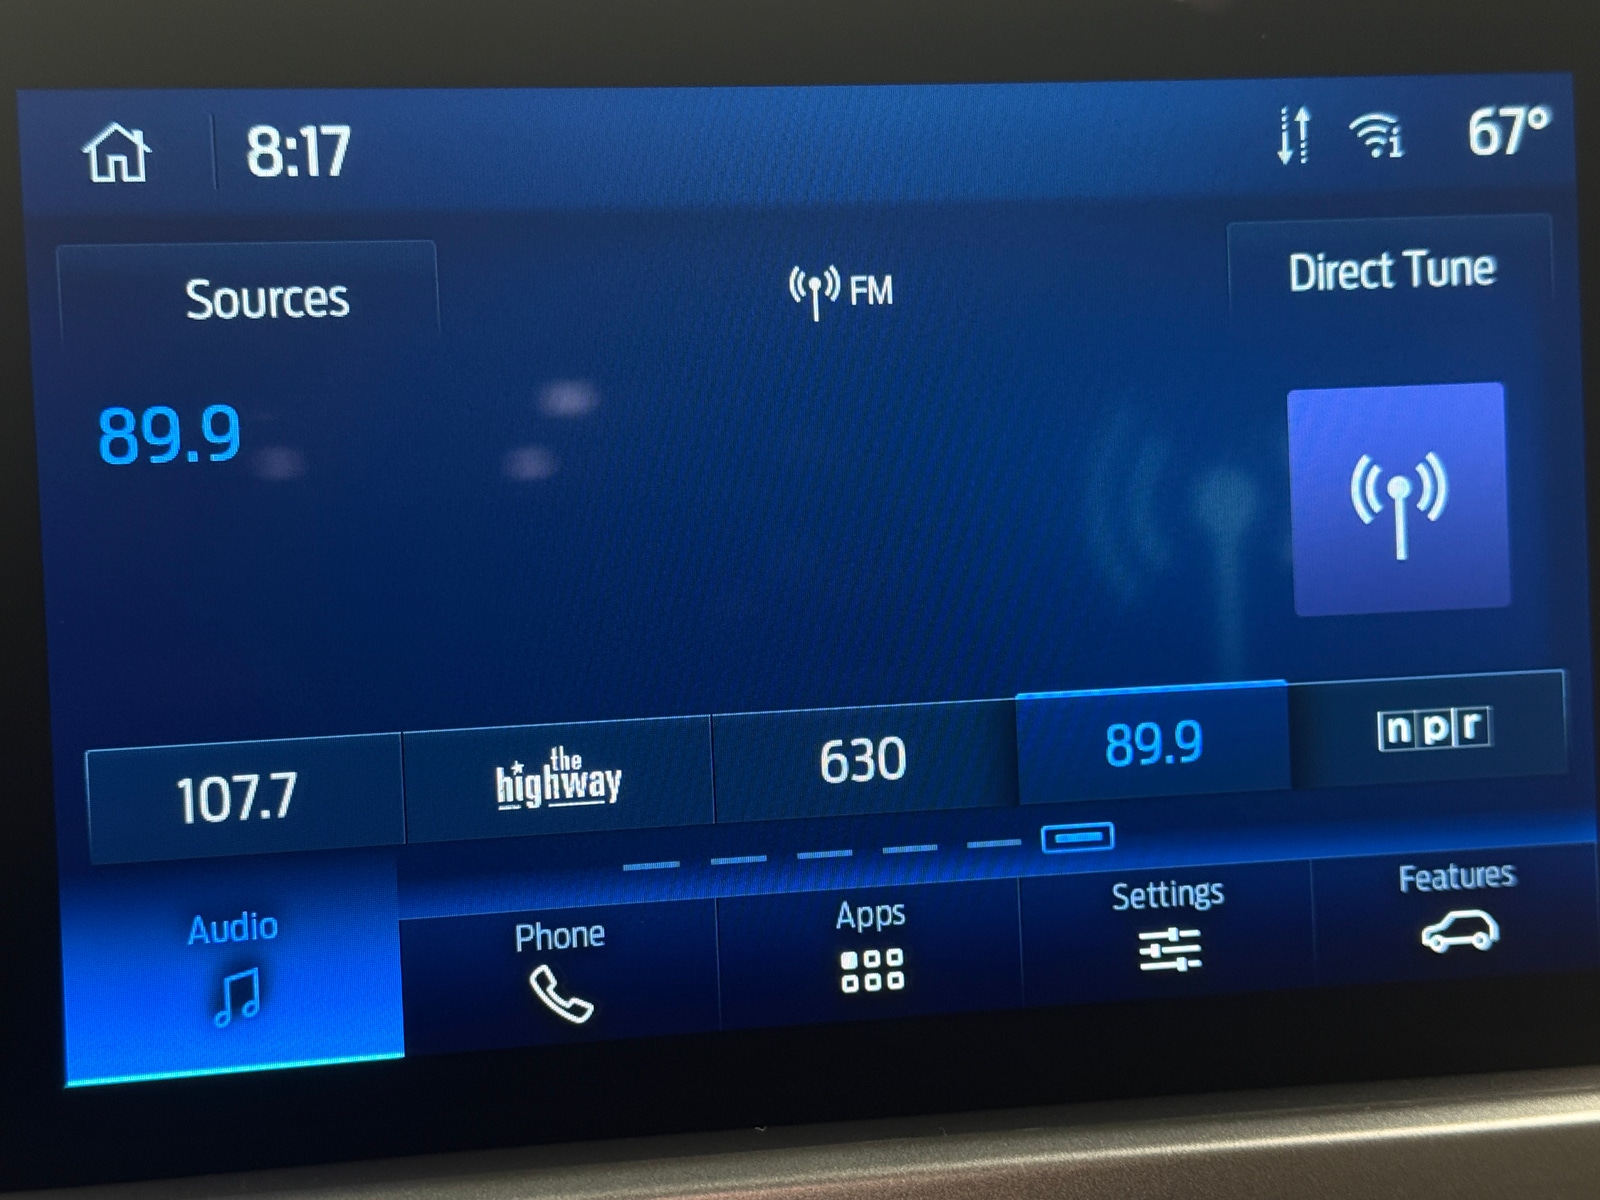 8:17
67°
Sources
FM
Direct Tune
89.9
107.7
the
highway
630
89.9
npr
Audio
Phone
Apps
Settings
Features